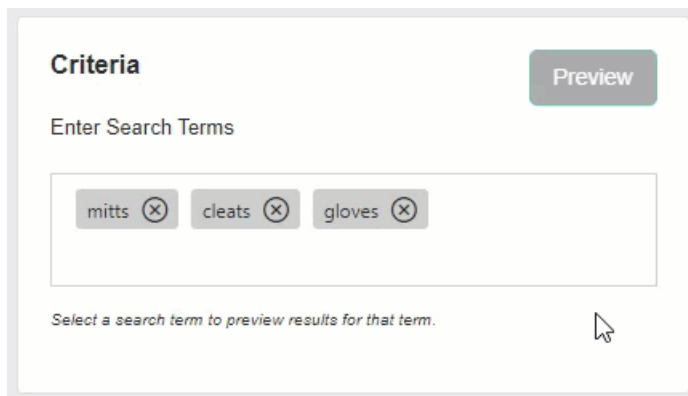 Criteria
Preview
Enter Search Terms
mitts cleats gloves
Select a search term to preview results for that term.